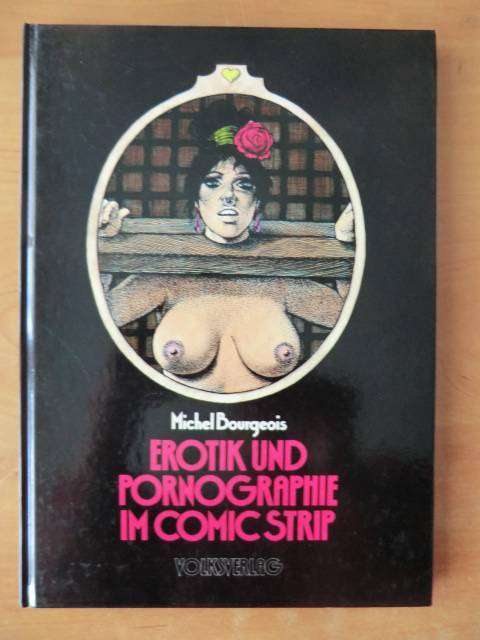 Michel Bourgeois
EROTIK UND
PORNOGRAPHIE
IM COMIC STRIP
VOLKSVERLAG